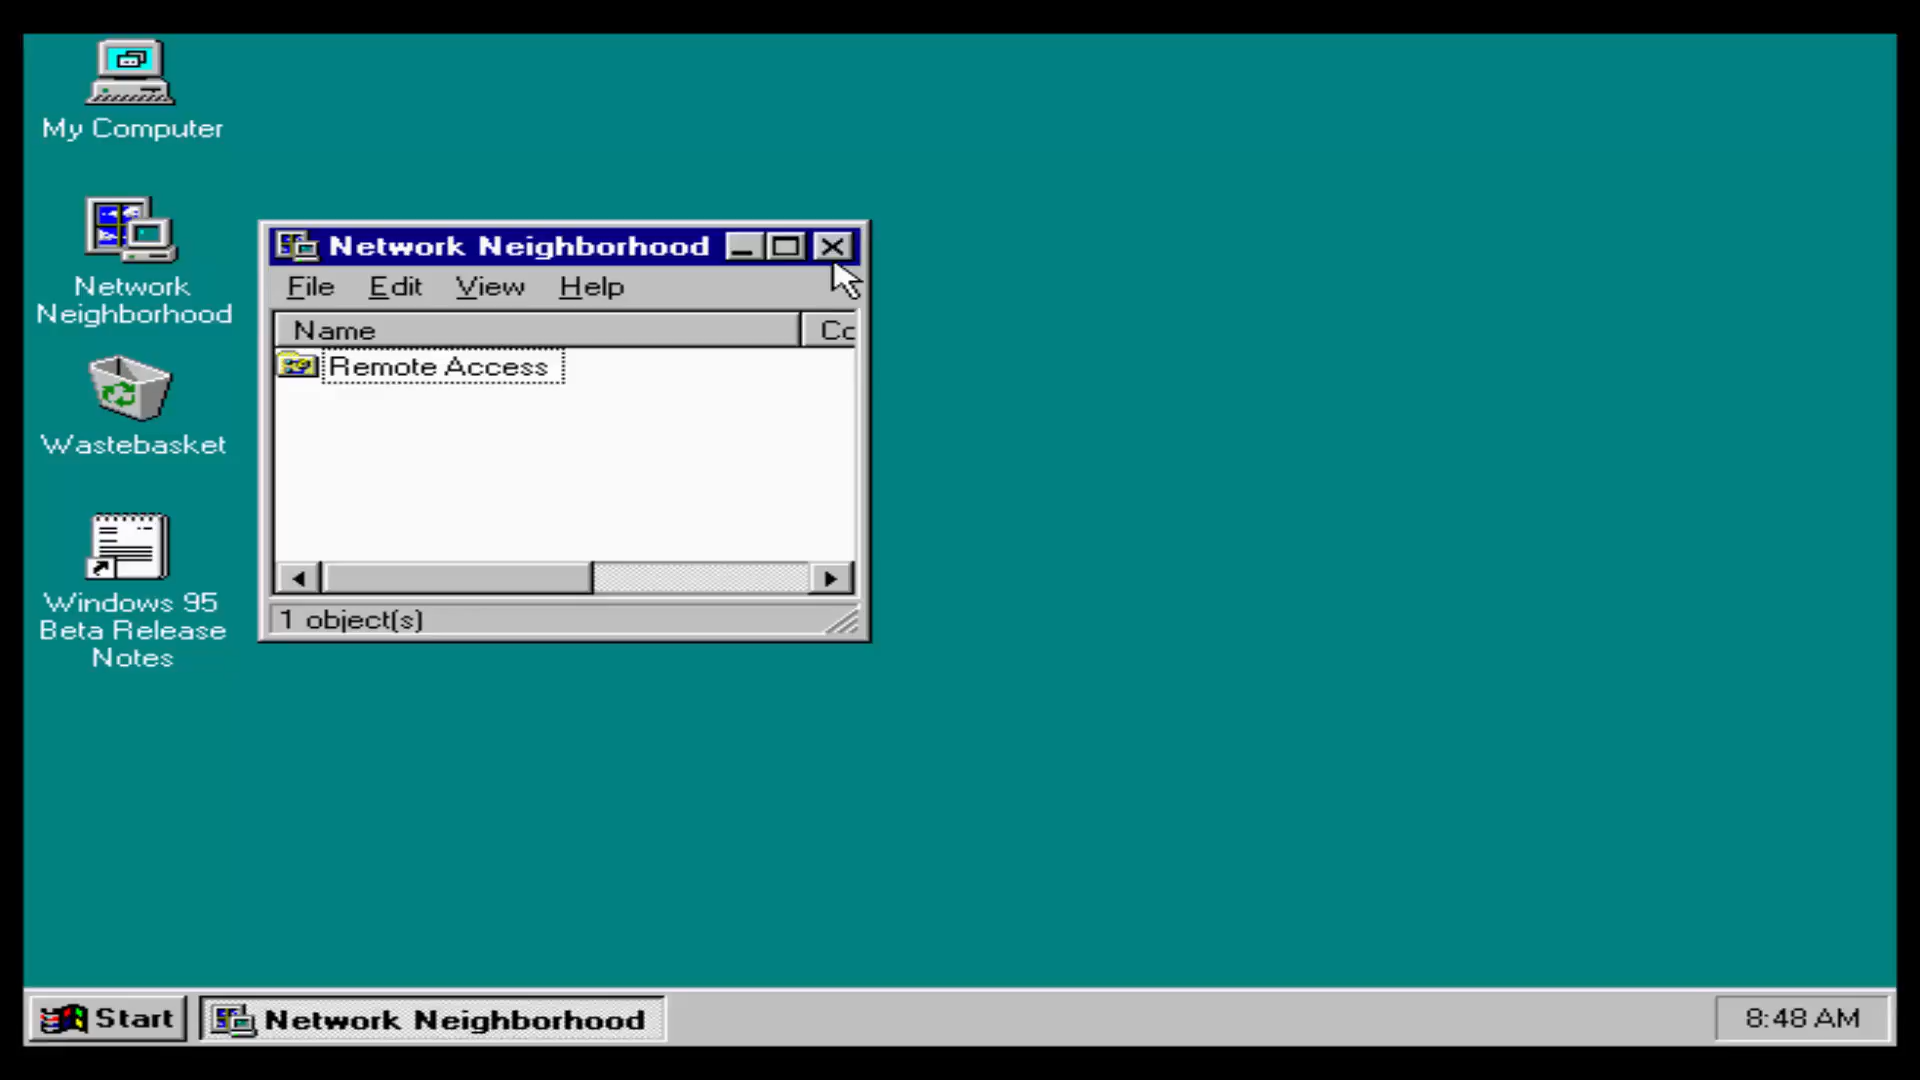 My Computer
Network
Neighborhood
Wastebasket
Windows 95
Beta Release
Notes
Network Neighborhood
File Edit View Help
Name Co
Remote Access
1 object(s)
Start Network Neighborhood 8:48 AM